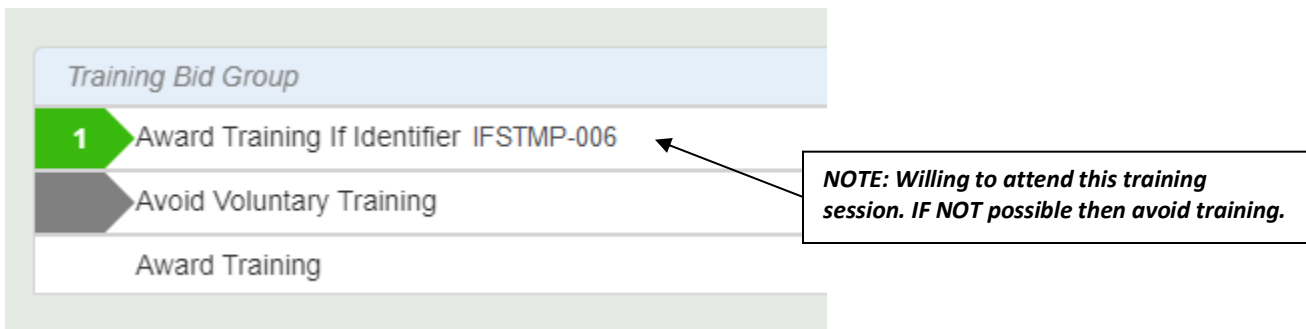 Training Bid Group
1 Award Training If Identifier IFSTMP-006
Avoid Voluntary Training
Award Training
NOTE: Willing to attend this training
session. IF NOT possible then avoid training.